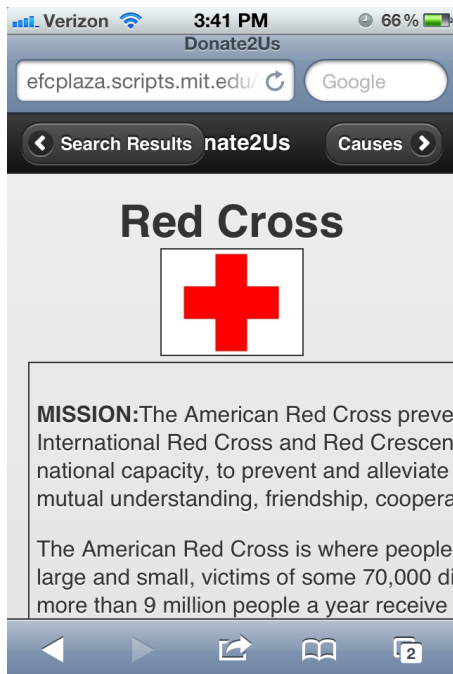 Verizon 3:41 PM 66%
Donate2Us
efcplaza.scripts.mit.edu/ Google
Search Results nate2Us Causes
Red Cross
MISSION:The American Red Cross preve
International Red Cross and Red Crescen
national capacity, to prevent and alleviate
mutual understanding, friendship, coopera
The American Red Cross is where people
large and small, victims of some 70,000 di
more than 9 million people a year receive
2